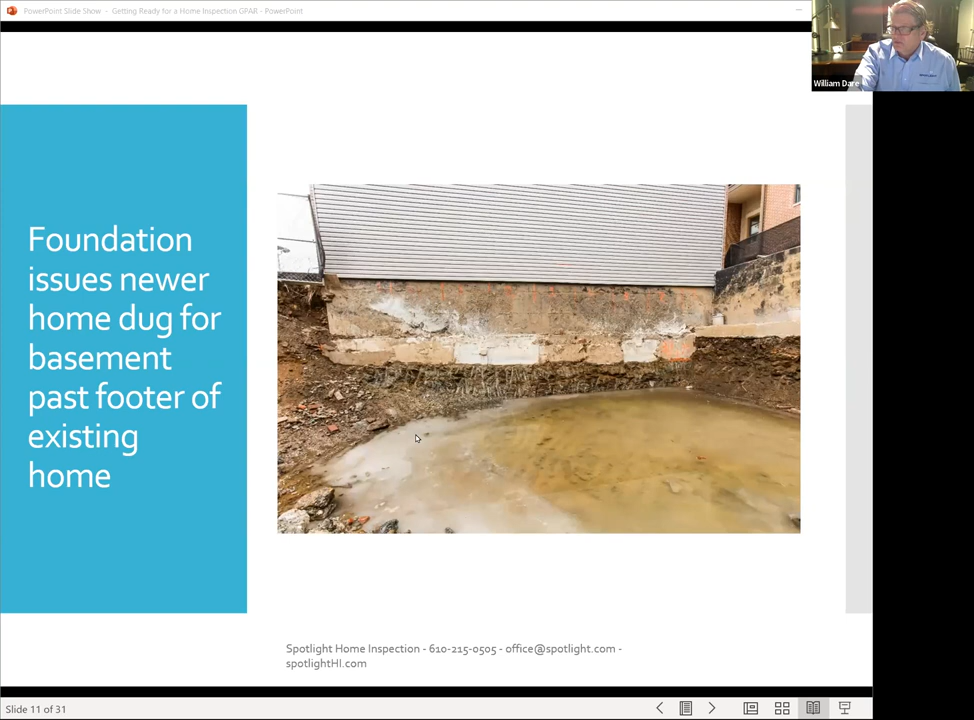 PowerPoint Slide Show - Getting Ready for a Home Inspection GPAR - PowerPoint
William Dare
Foundation
issues newer
home dug for
basement
past footer of
existing
home
Spotlight Home Inspection - 610-215-0505 - office@spotlight.com -
spotlightHI.com
Slide 11 of 31